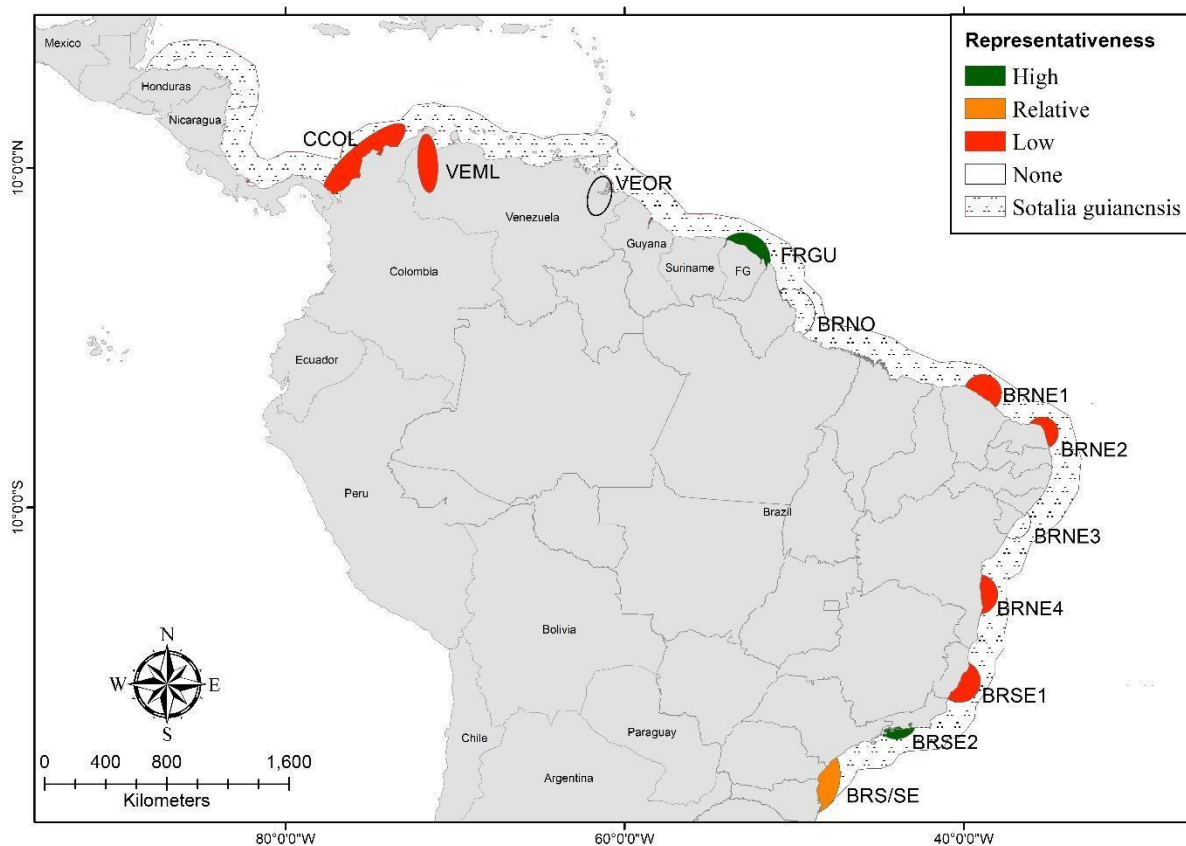 Mexico
Honduras
Nicaragua
CCOL
VEML
VEOR
Venezuela
Guyana
Suriname
FG
FRGU
Colombia
BRNO
Ecuador
BRNE1
BRNE2
Peru
Brazil
BRNE3
BRNE4
Bolivia
BRSE1
BRSE2
Paraguay
Chile
Argentina
BRS/SE
Representativeness
High
Relative
Low
None
Sotalia guianensis
10°0'0"N
10°0'0"S
N
W
E
S
0 400 800 1,600
Kilometers
80°0'0"W
60°0'0"W
40°0'0"W